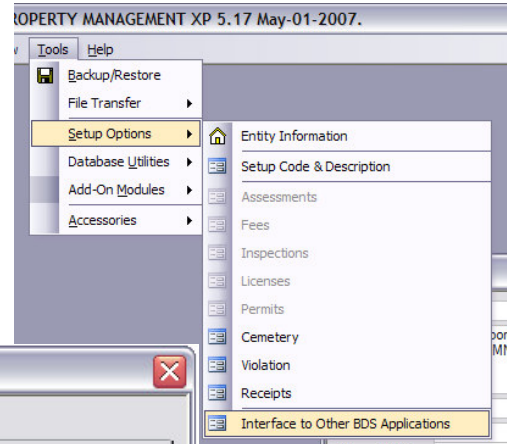 ROPERTY MANAGEMENT XP 5.17 May-01-2007.
Tools Help
Backup/Restore
File Transfer
Setup Options
Database Utilities
Add-On Modules
Accessories
Entity Information
Setup Code & Description
Assessments
Fees
Inspections
Licenses
Permits
Cemetery
Violation
Receipts
Interface to Other BDS Applications